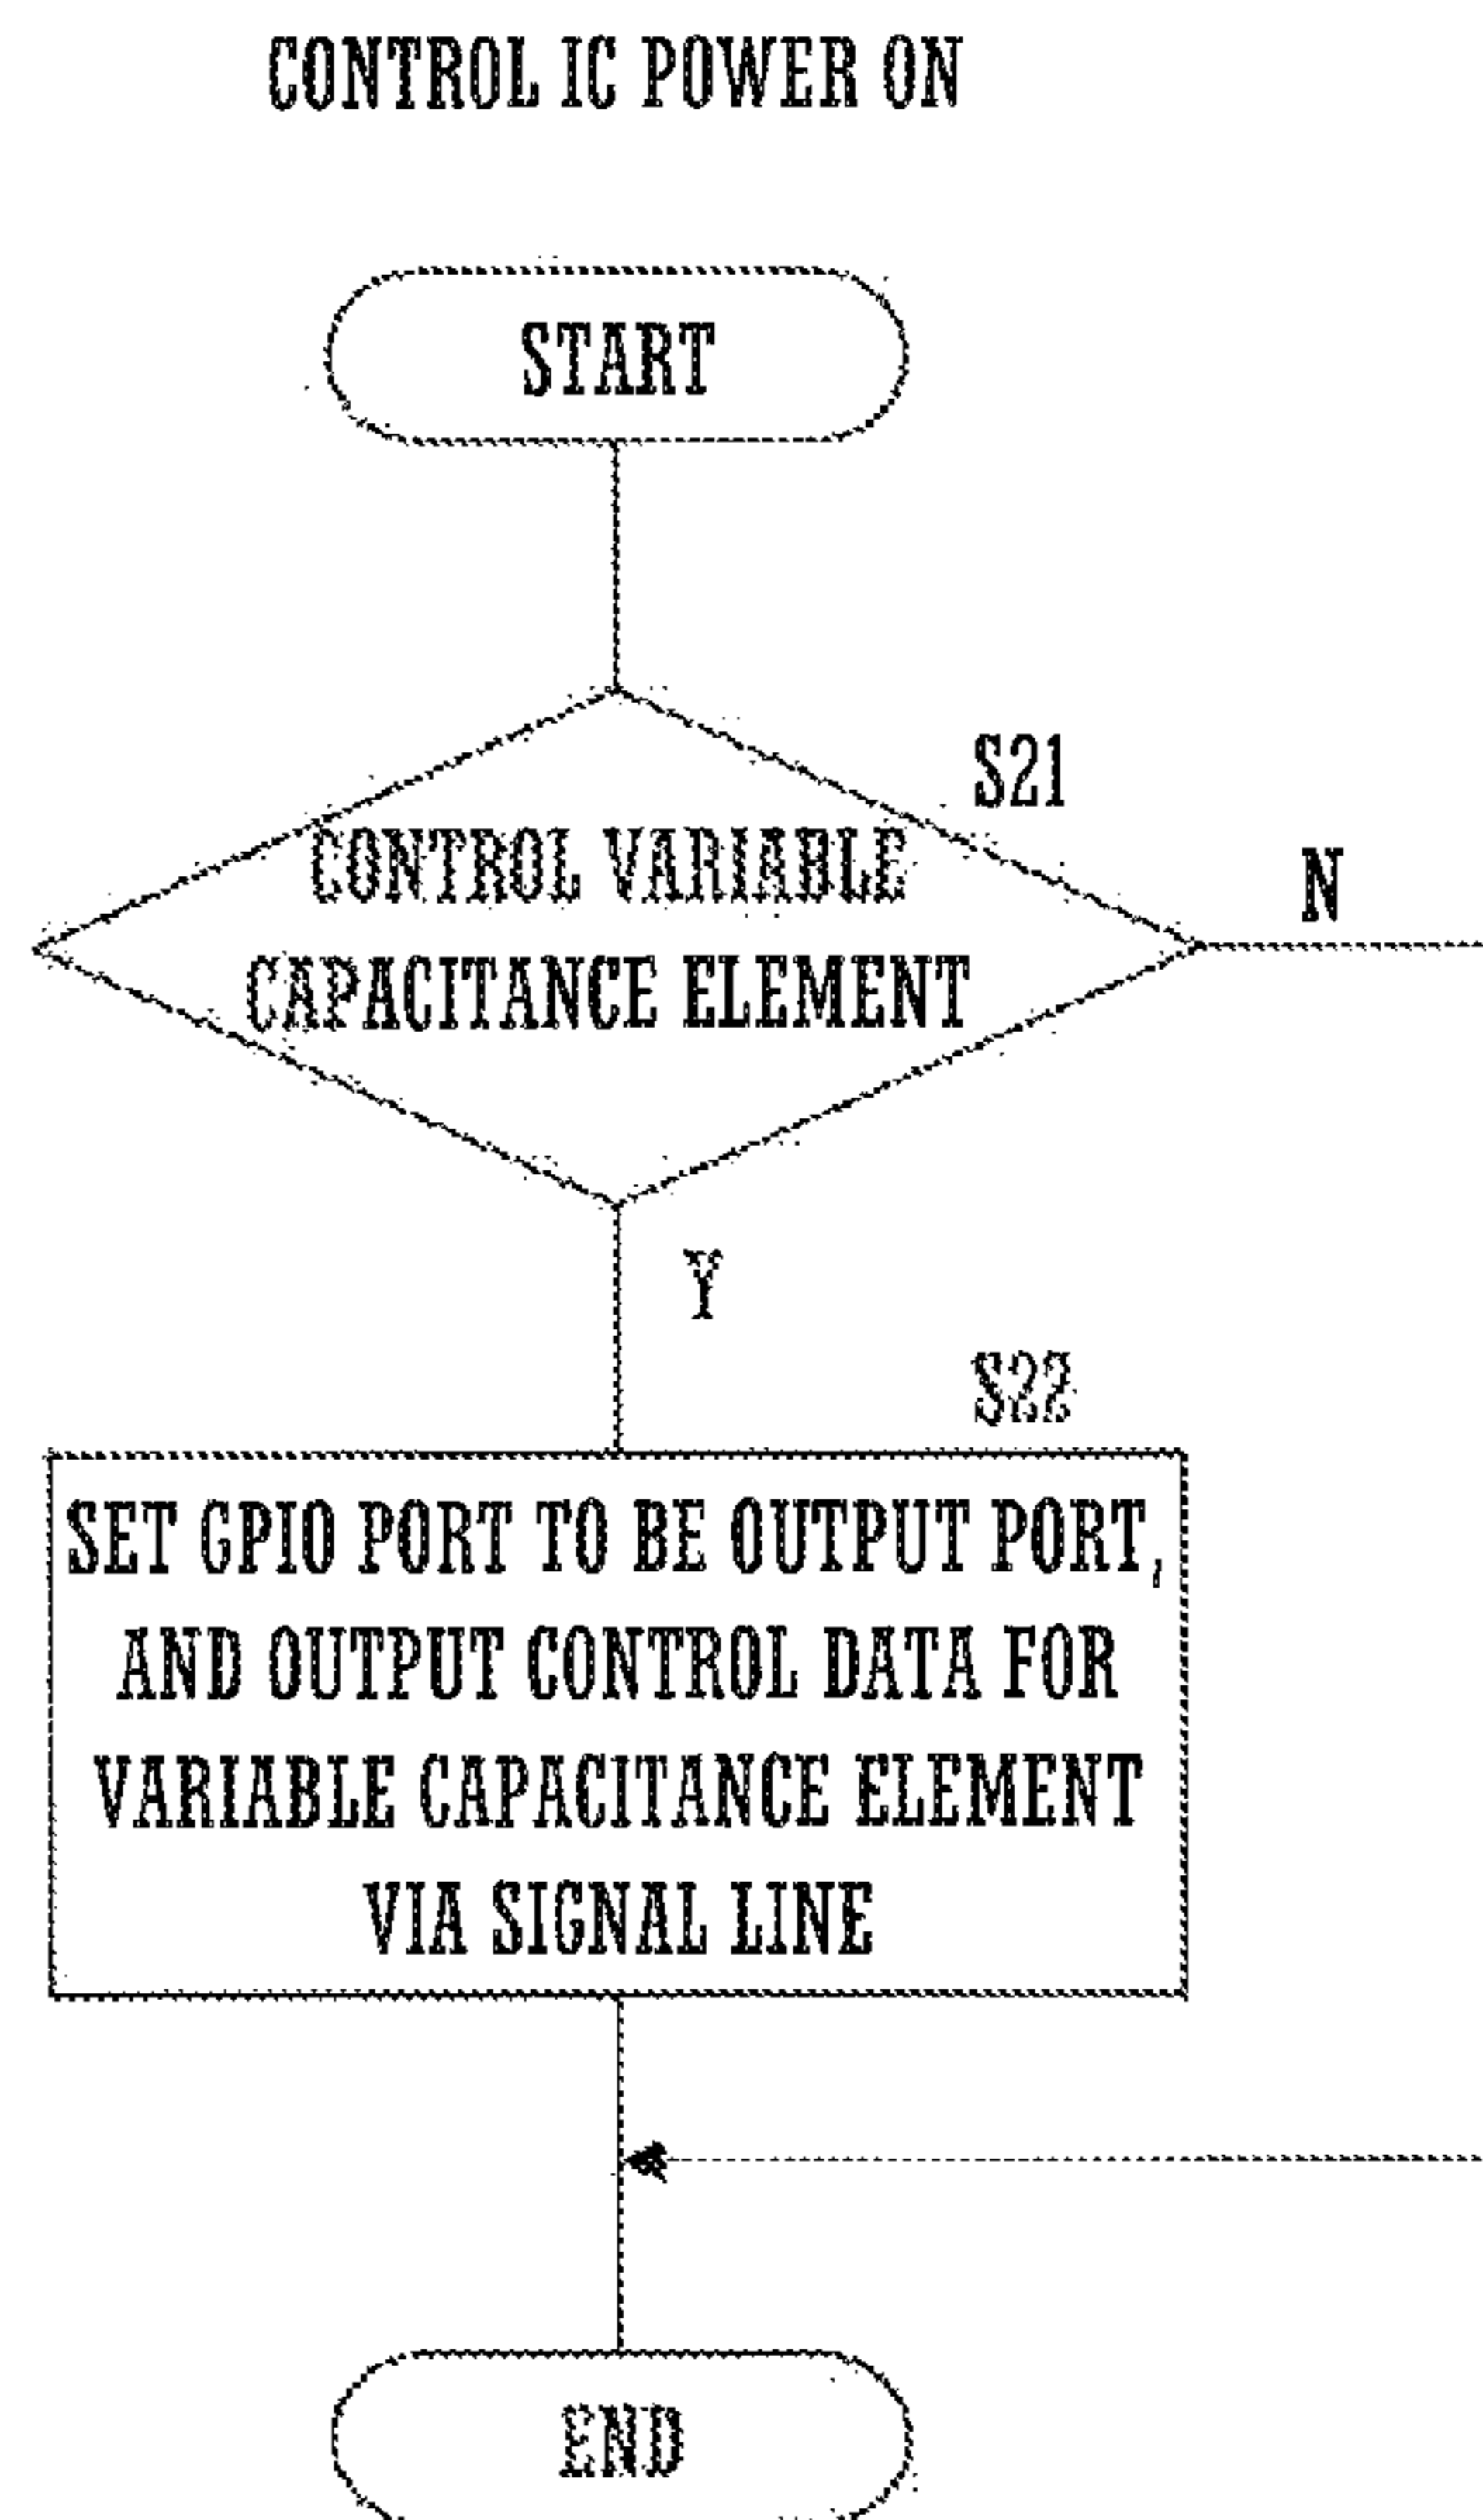 CONTROL IC POWER ON
START
S21
CONTROL VARIABLE
CAPACITANCE ELEMENT
N
Y
S22
SET GPIO PORT TO BE OUTPUT PORT,
AND OUTPUT CONTROL DATA FOR
VARIABLE CAPACITANCE ELEMENT
VIA SIGNAL LINE
END